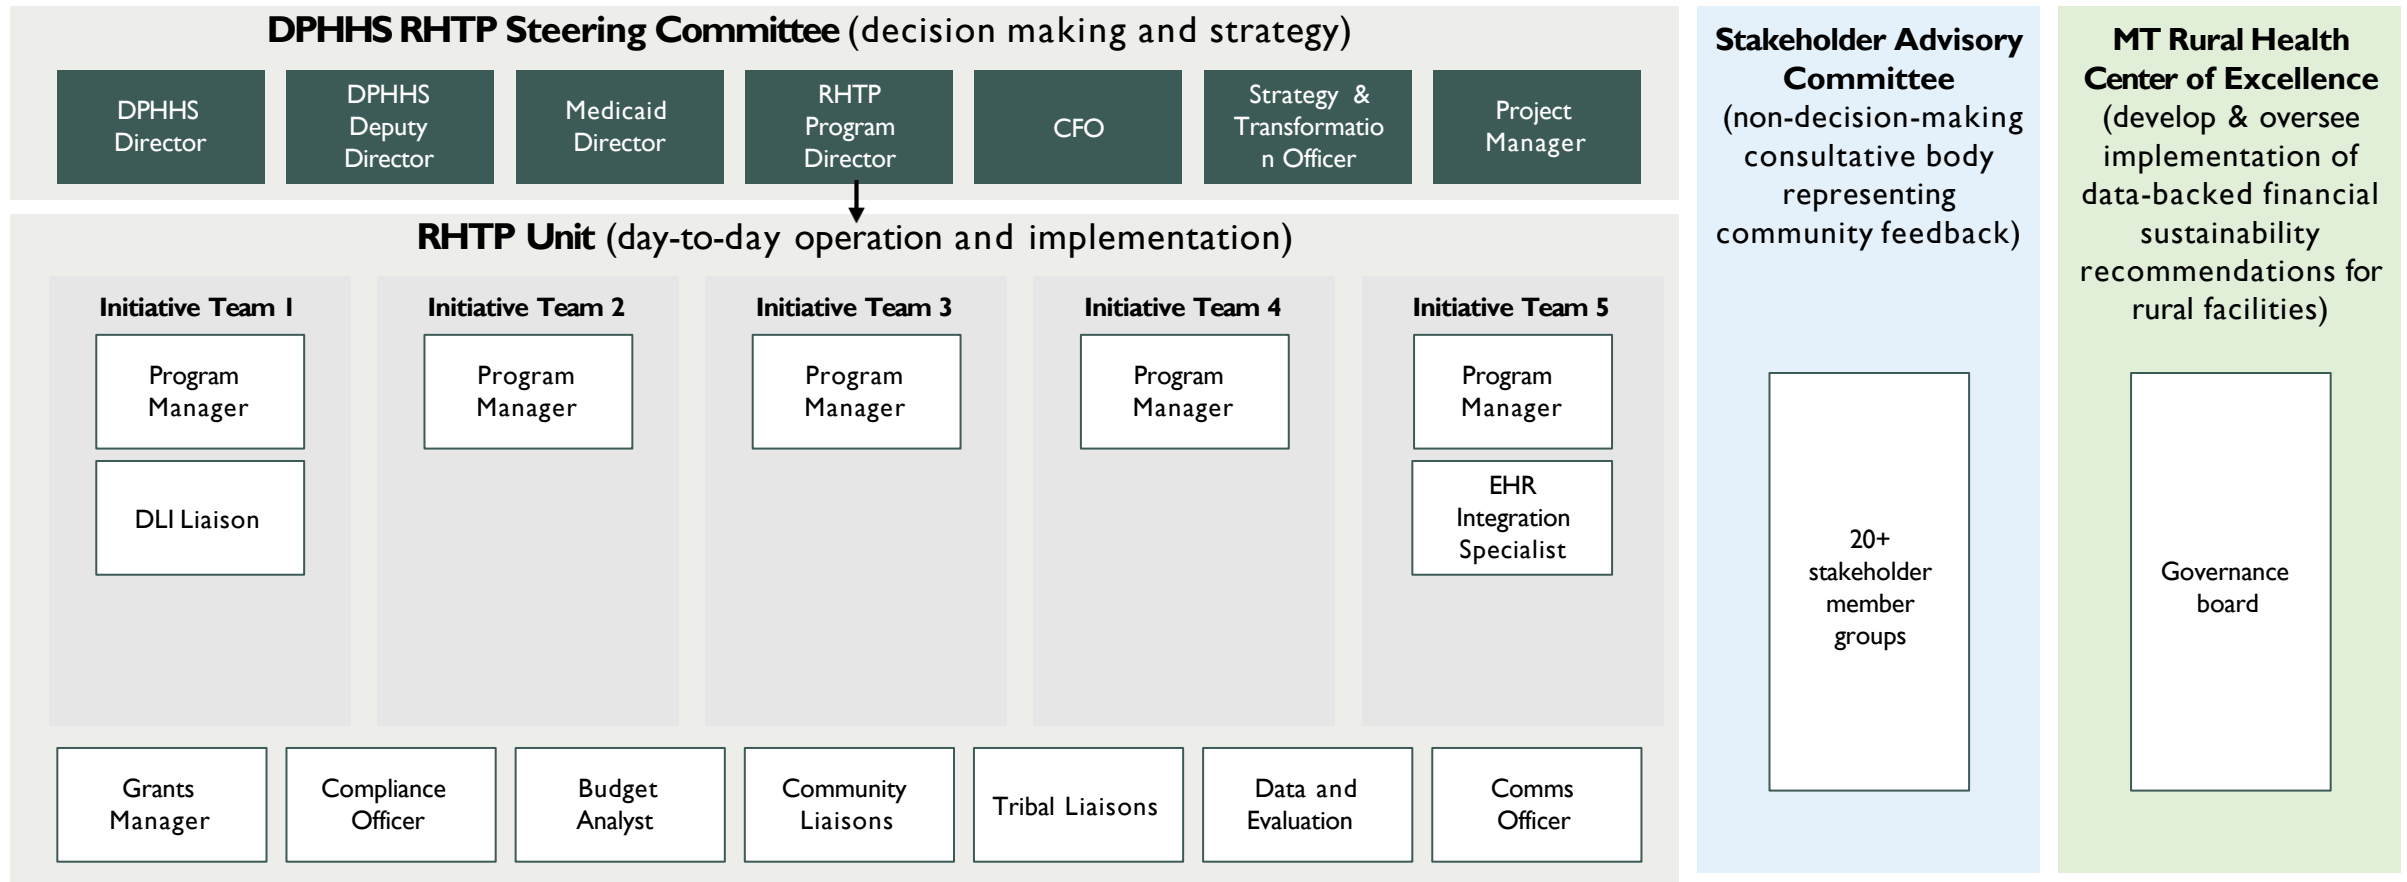 DPHHS RHTP Steering Committee (decision making and strategy)
DPHHS
Director
DPHHS
Deputy
Director
Medicaid
Director
RHTP
Program
Director
CFO
Strategy &
Transformatio
n Officer
Project
Manager
RHTP Unit (day-to-day operation and implementation)
Initiative Team 1
Program
Manager
DLI Liaison
Initiative Team 2
Program
Manager
Initiative Team 3
Program
Manager
Initiative Team 4
Program
Manager
Initiative Team 5
Program
Manager
EHR
Integration
Specialist
Grants
Manager
Compliance
Officer
Budget
Analyst
Community
Liaisons
Tribal Liaisons
Data and
Evaluation
Comms
Officer
Stakeholder Advisory
Committee
(non-decision-making
consultative body
representing
community feedback)
20+
stakeholder
member
groups
MT Rural Health
Center of Excellence
(develop & oversee
implementation of
data-backed financial
sustainability
recommendations for
rural facilities)
Governance
board